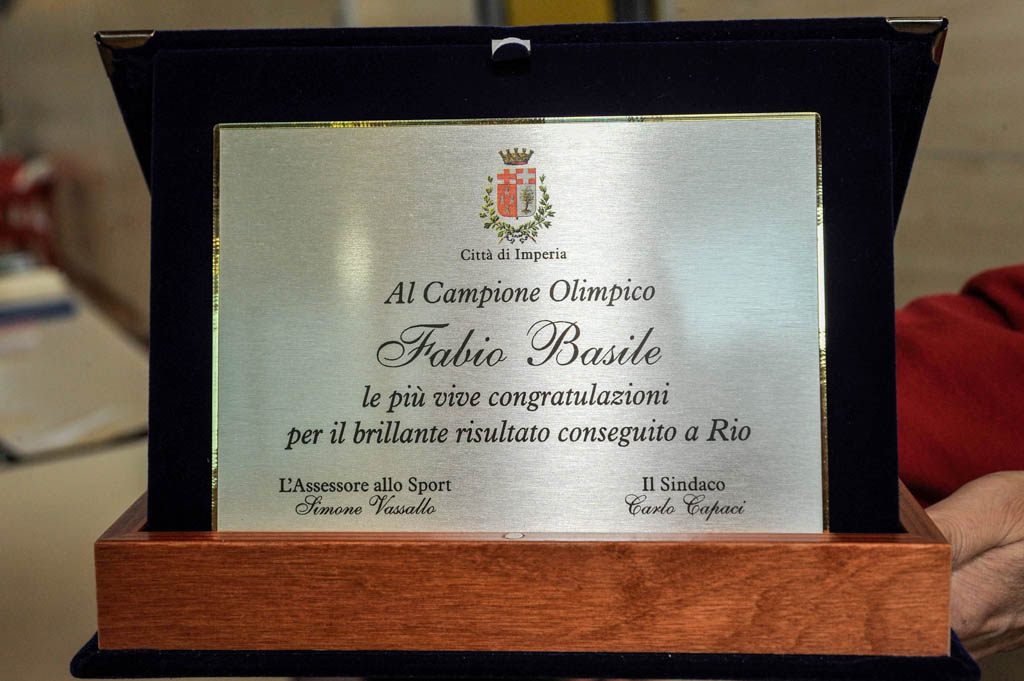 Città di Imperia
Al Campione Olimpico
Fabio Basile
le più vive congratulazioni
per il brillante risultato conseguito a Rio
L'Assessore allo Sport
Simone Vassallo
Il Sindaco
Carlo Capaci